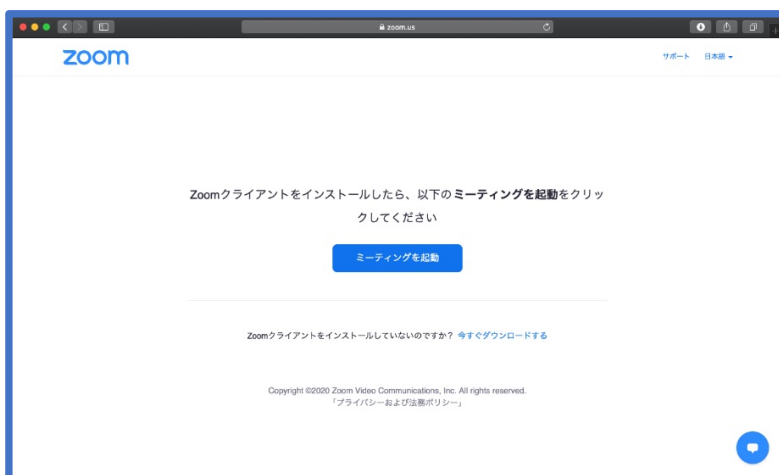 zoom.us
zoom
サポート 日本語
Zoomクライアントをインストールしたら、以下のミーティングを起動をクリッ
クしてください
ミーティングを起動
Zoomクライアントをインストールしていないのですか？ 今すぐダウンロードする
Copyright ©2020 Zoom Video Communications, Inc. All rights reserved.
「プライバシーおよび法務ポリシー」